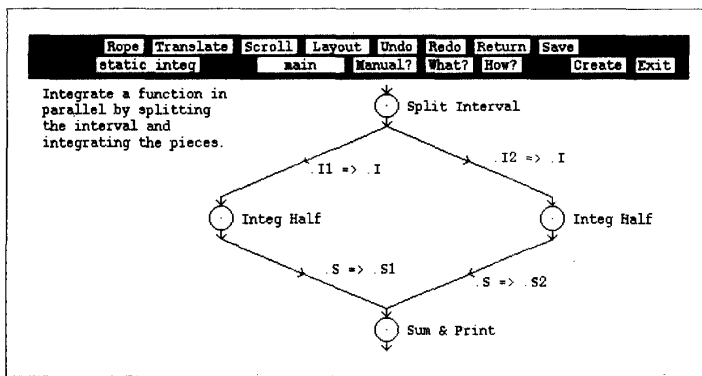 Rope Translate Scroll Layout Undo Redo Return Save
static integ main Manual? What? How? Create Exit
Integrate a function in
parallel by splitting
the interval and
integrating the pieces.
Split Interval
.I1 => .I
.I2 => .I
Integ Half
Integ Half
.S => .S1
.S => .S2
Sum & Print